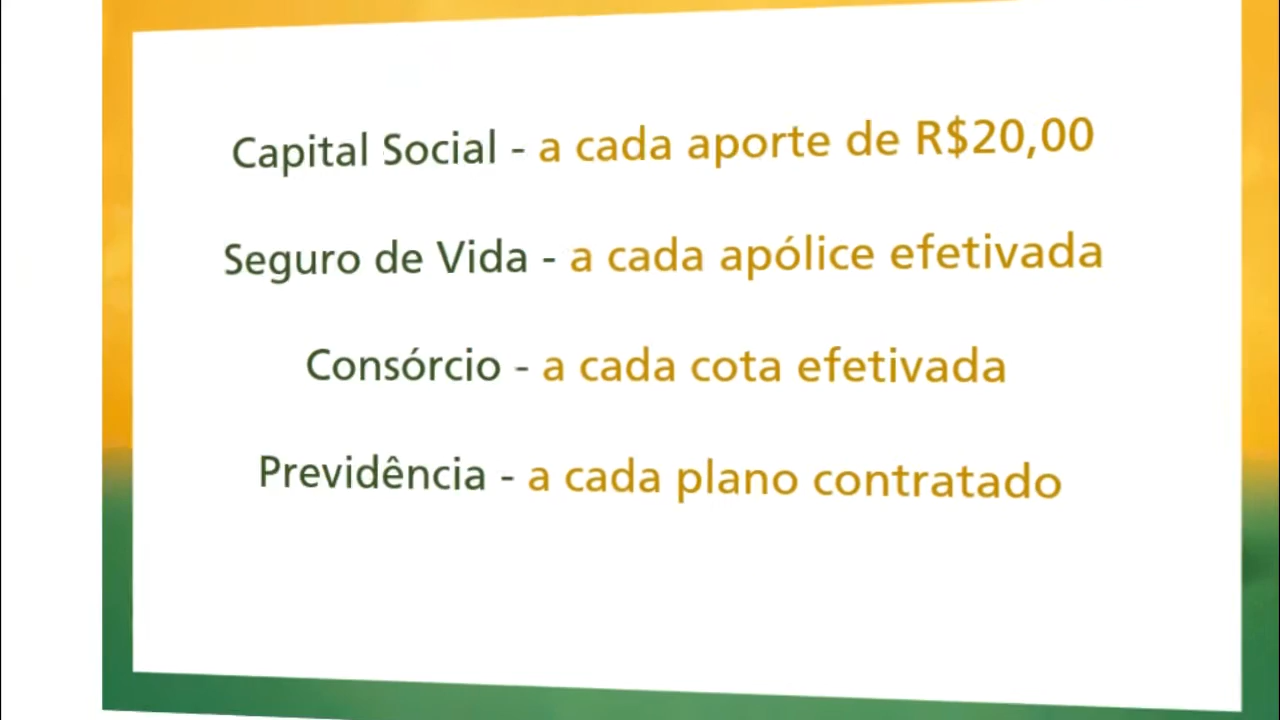 Capital Social - a cada aporte de R$20,00
Seguro de Vida - a cada apólice efetivada
Consórcio - a cada cota efetivada
Previdência - a cada plano contratado